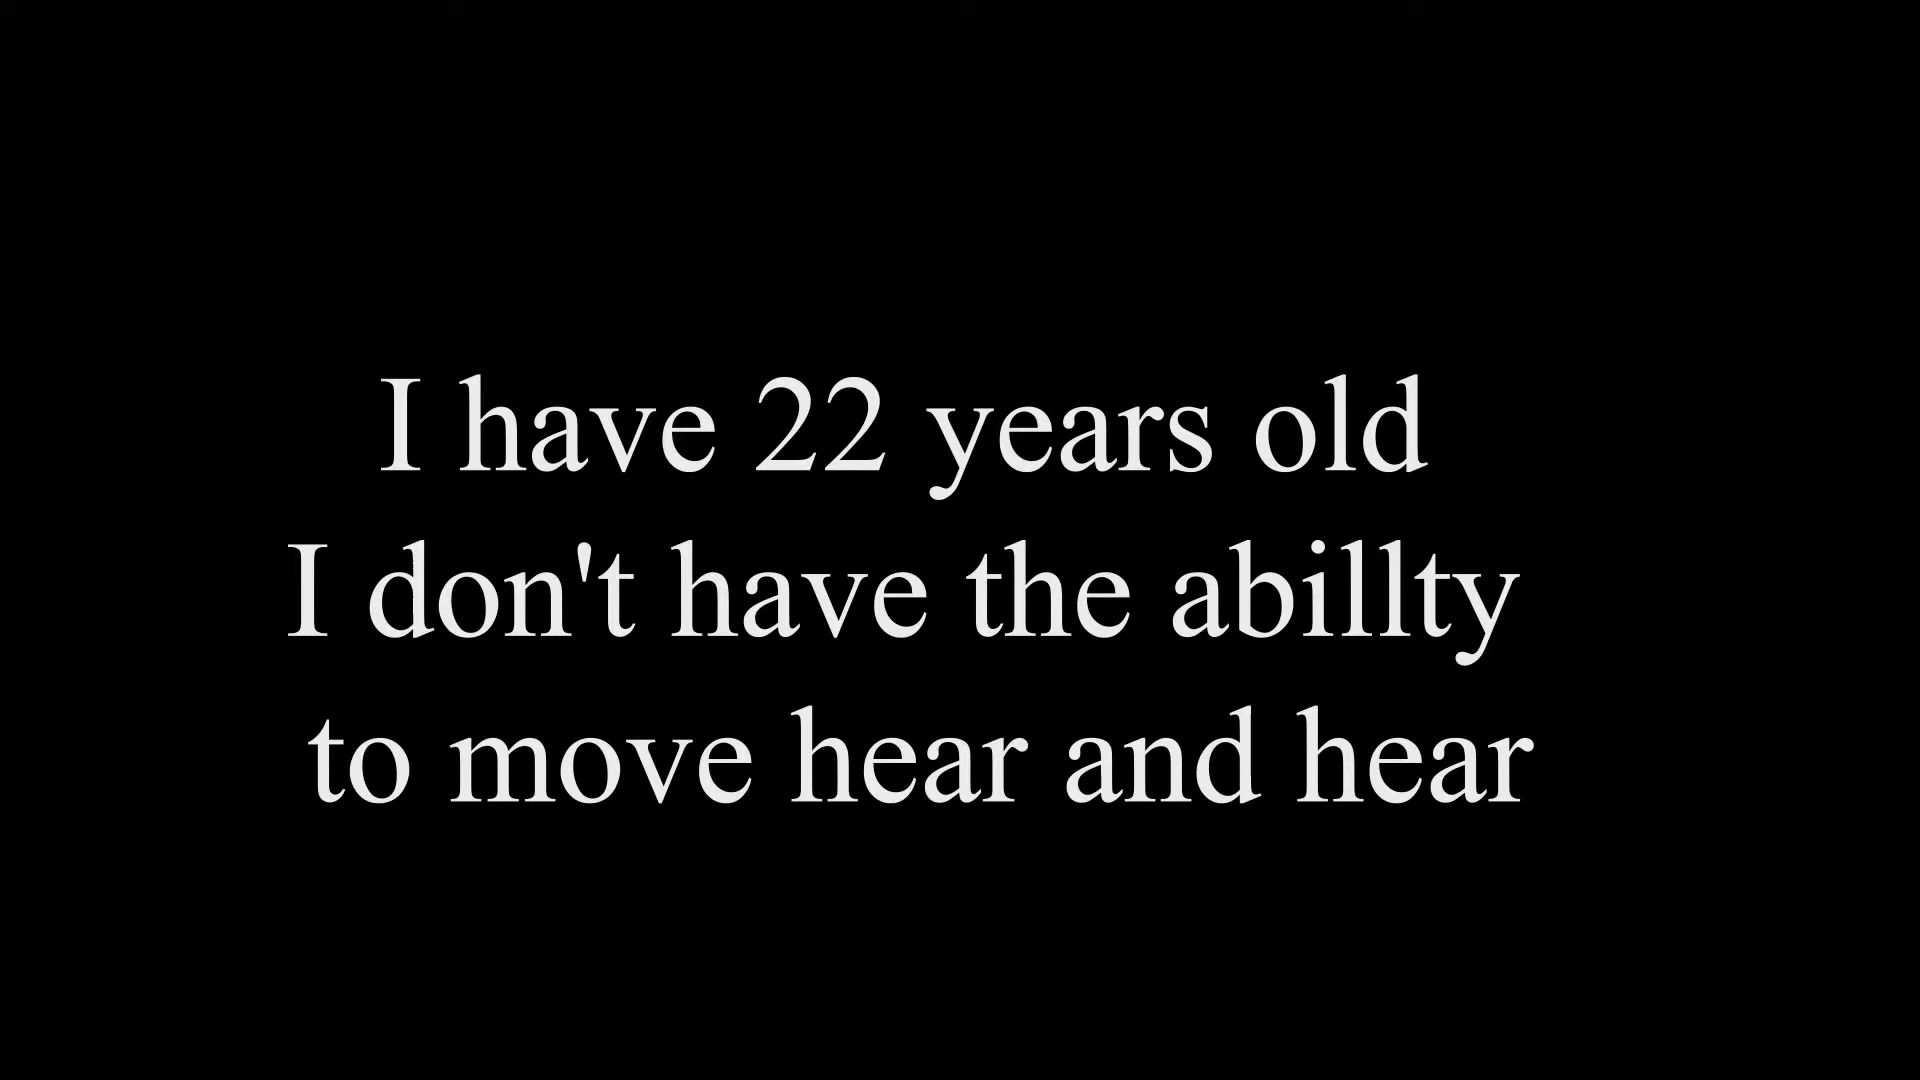 I have 22 years old
I don't have the abillty
to move hear and hear